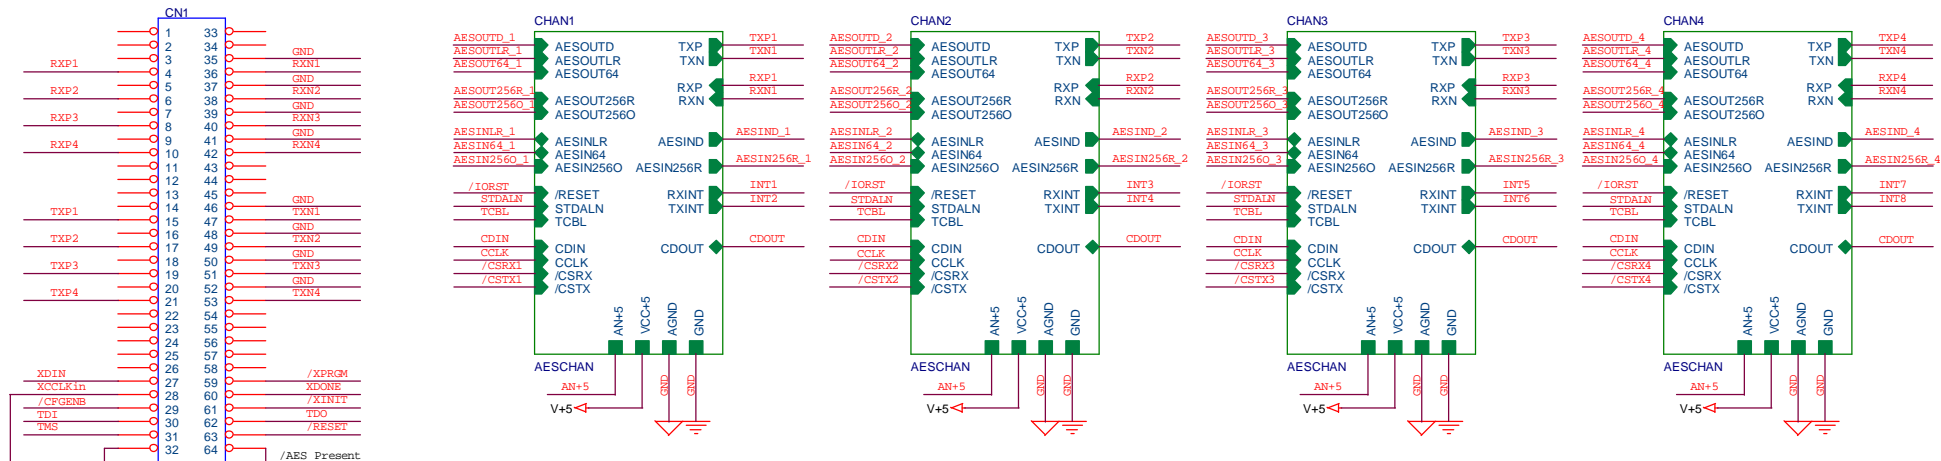 CN1
1 33
2 34
3 35 GND
RXP1 4 36 RXN1
5 37 GND
RXP2 6 38 RXN2
7 39 GND
RXP3 8 40 RXN3
9 41 GND
RXP4 10 42 RXN4
11 43
12 44
13 45
14 46 GND
TXP1 15 47 TXN1
16 48 GND
TXP2 17 49 TXN2
18 50 GND
TXP3 19 51 TXN3
20 52 GND
TXP4 21 53 TXN4
22 54
23 55
24 56
25 57
26 58
XDIN 27 59 /XPRGM
XCCLKin 28 60 XDONE
/CFGENB 29 61 /XINIT
TDI 30 62 TDO
TMS 31 63 /RESET
32 64
/AES Present
CHAN1
AESOUTD_1 AESOUTD TXP TXP1
AESOUTLR_1 AESOUTLR TXN TXN1
AESOUT64_1 AESOUT64
RXP RXP1
AESOUT256R_1 AESOUT256R RXN RXN1
AESOUT256O_1 AESOUT256O
AESINLR_1 AESINLR AESIND AESIND_1
AESIN64_1 AESIN64
AESIN256O_1 AESIN256O AESIN256R AESIN256R_1
/IORST /RESET RXINT INT1
STDALN STDALN TXINT INT2
TCBL TCBL
CDIN CDIN CDOUT CDOUT
CCLK CCLK
/CSRX1 /CSRX
/CSTX1 /CSTX
AN+5 VCC+5 AGND GND
AESCHAN
AN+5 GND GND
V+5
CHAN2
AESOUTD_2 AESOUTD TXP TXP2
AESOUTLR_2 AESOUTLR TXN TXN2
AESOUT64_2 AESOUT64
RXP RXP2
AESOUT256R_2 AESOUT256R RXN RXN2
AESOUT256O_2 AESOUT256O
AESINLR_2 AESINLR AESIND AESIND_2
AESIN64_2 AESIN64
AESIN256O_2 AESIN256O AESIN256R AESIN256R_2
/IORST /RESET RXINT INT3
STDALN STDALN TXINT INT4
TCBL TCBL
CDIN CDIN CDOUT CDOUT
CCLK CCLK
/CSRX2 /CSRX
/CSTX2 /CSTX
AN+5 VCC+5 AGND GND
AESCHAN
AN+5 GND GND
V+5
CHAN3
AESOUTD_3 AESOUTD TXP TXP3
AESOUTLR_3 AESOUTLR TXN TXN3
AESOUT64_3 AESOUT64
RXP RXP3
AESOUT256R_3 AESOUT256R RXN RXN3
AESOUT256O_3 AESOUT256O
AESINLR_3 AESINLR AESIND AESIND_3
AESIN64_3 AESIN64
AESIN256O_3 AESIN256O AESIN256R AESIN256R_3
/IORST /RESET RXINT INT5
STDALN STDALN TXINT INT6
TCBL TCBL
CDIN CDIN CDOUT CDOUT
CCLK CCLK
/CSRX3 /CSRX
/CSTX3 /CSTX
AN+5 VCC+5 AGND GND
AESCHAN
AN+5 GND GND
V+5
CHAN4
AESOUTD_4 AESOUTD TXP TXP4
AESOUTLR_4 AESOUTLR TXN TXN4
AESOUT64_4 AESOUT64
RXP RXP4
AESOUT256R_4 AESOUT256R RXN RXN4
AESOUT256O_4 AESOUT256O
AESINLR_4 AESINLR AESIND AESIND_4
AESIN64_4 AESIN64
AESIN256O_4 AESIN256O AESIN256R AESIN256R_4
/IORST /RESET RXINT INT7
STDALN STDALN TXINT INT8
TCBL TCBL
CDIN CDIN CDOUT CDOUT
CCLK CCLK
/CSRX4 /CSRX
/CSTX4 /CSTX
AN+5 VCC+5 AGND GND
AESCHAN
AN+5 GND GND
V+5